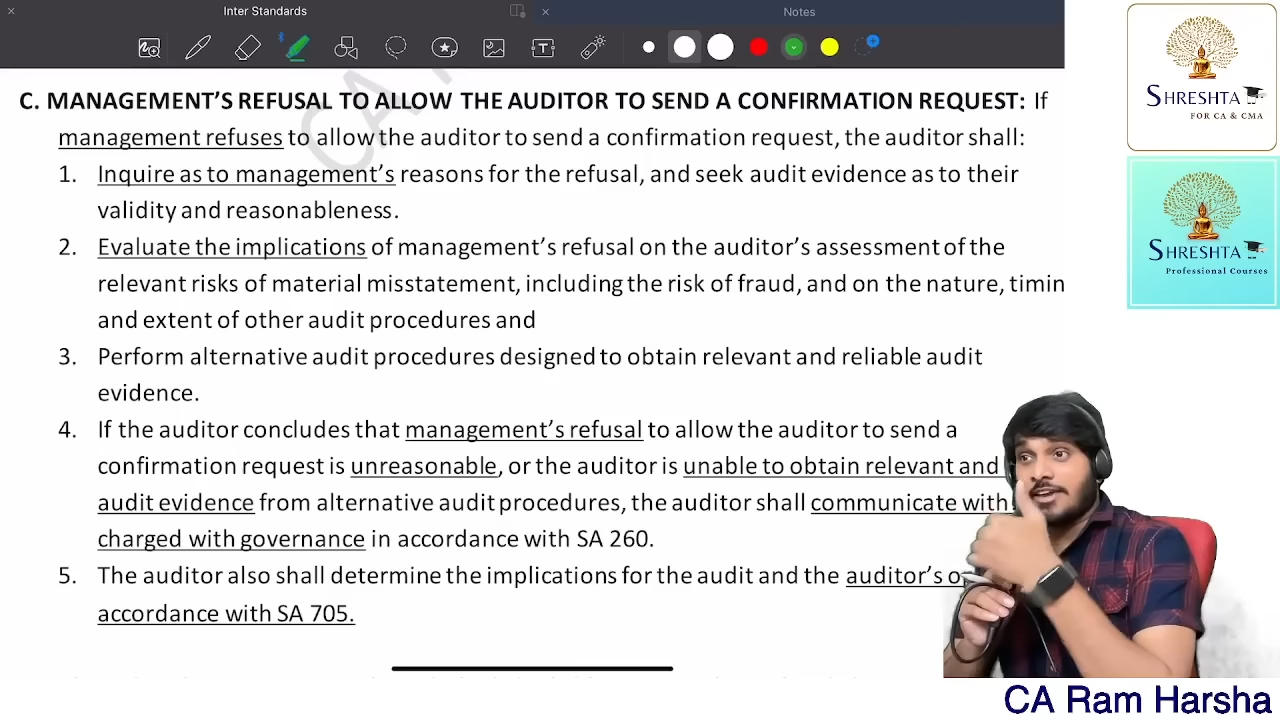 Inter Standards
Notes
C. MANAGEMENT'S REFUSAL TO ALLOW THE AUDITOR TO SEND A CONFIRMATION REQUEST: If
management refuses to allow the auditor to send a confirmation request, the auditor shall:
1. Inquire as to management's reasons for the refusal, and seek audit evidence as to their
validity and reasonableness.
2. Evaluate the implications of management's refusal on the auditor's assessment of the
relevant risks of material misstatement, including the risk of fraud, and on the nature, timin
and extent of other audit procedures and
3. Perform alternative audit procedures designed to obtain relevant and reliable audit
evidence.
4. If the auditor concludes that management's refusal to allow the auditor to send a
confirmation request is unreasonable, or the auditor is unable to obtain relevant and
audit evidence from alternative audit procedures, the auditor shall communicate with
charged with governance in accordance with SA 260.
5. The auditor also shall determine the implications for the audit and the auditor's
accordance with SA 705.
SHRESHTA
FOR CA & CMA
SHRESHTA
Professional Courses
CA Ram Harsha